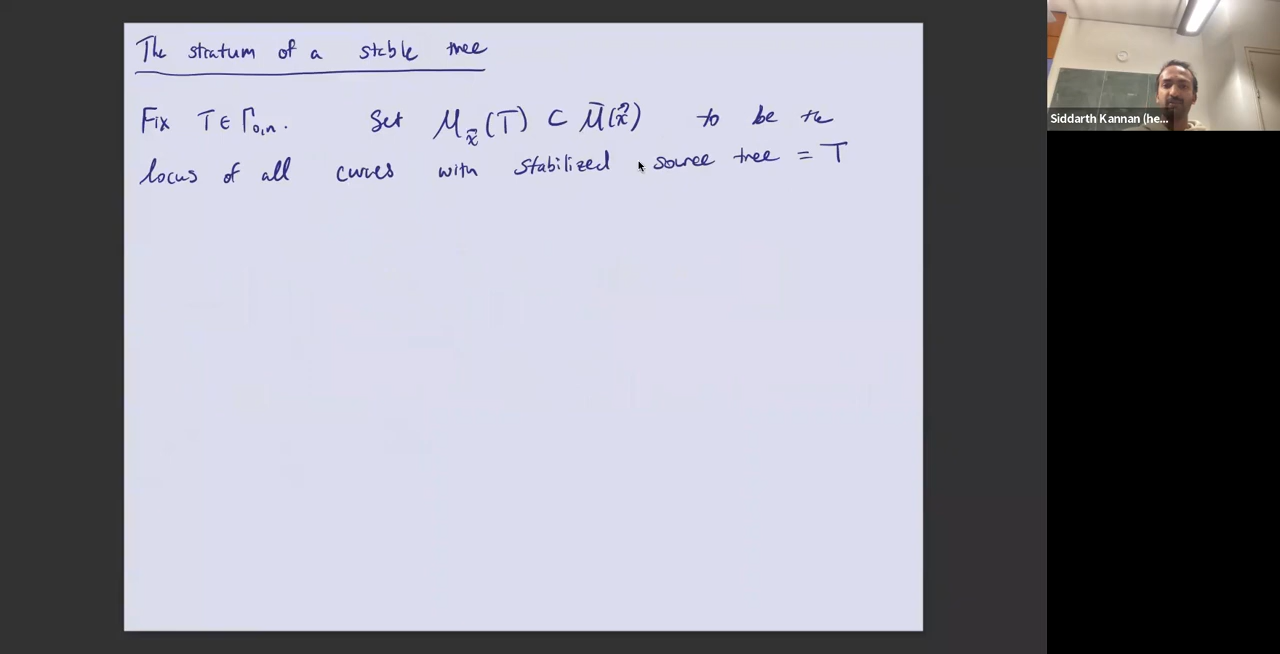 The stratum of a stable tree
Fix T ∈ Γ₀,ₙ. Set 𝓜_x⃗(T) ⊂ M̄(x⃗) to be the
locus of all curves with stabilized source tree = T
Siddarth Kannan (he...